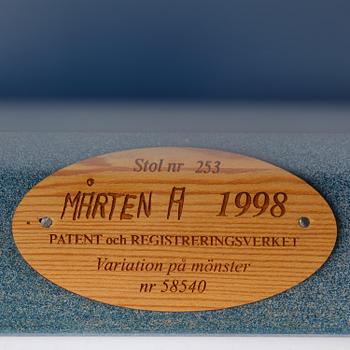 Stol nr 253
MÅRTEN A 1998
PATENT och REGISTRERINGSVERKET
Variation på mönster
nr 58540